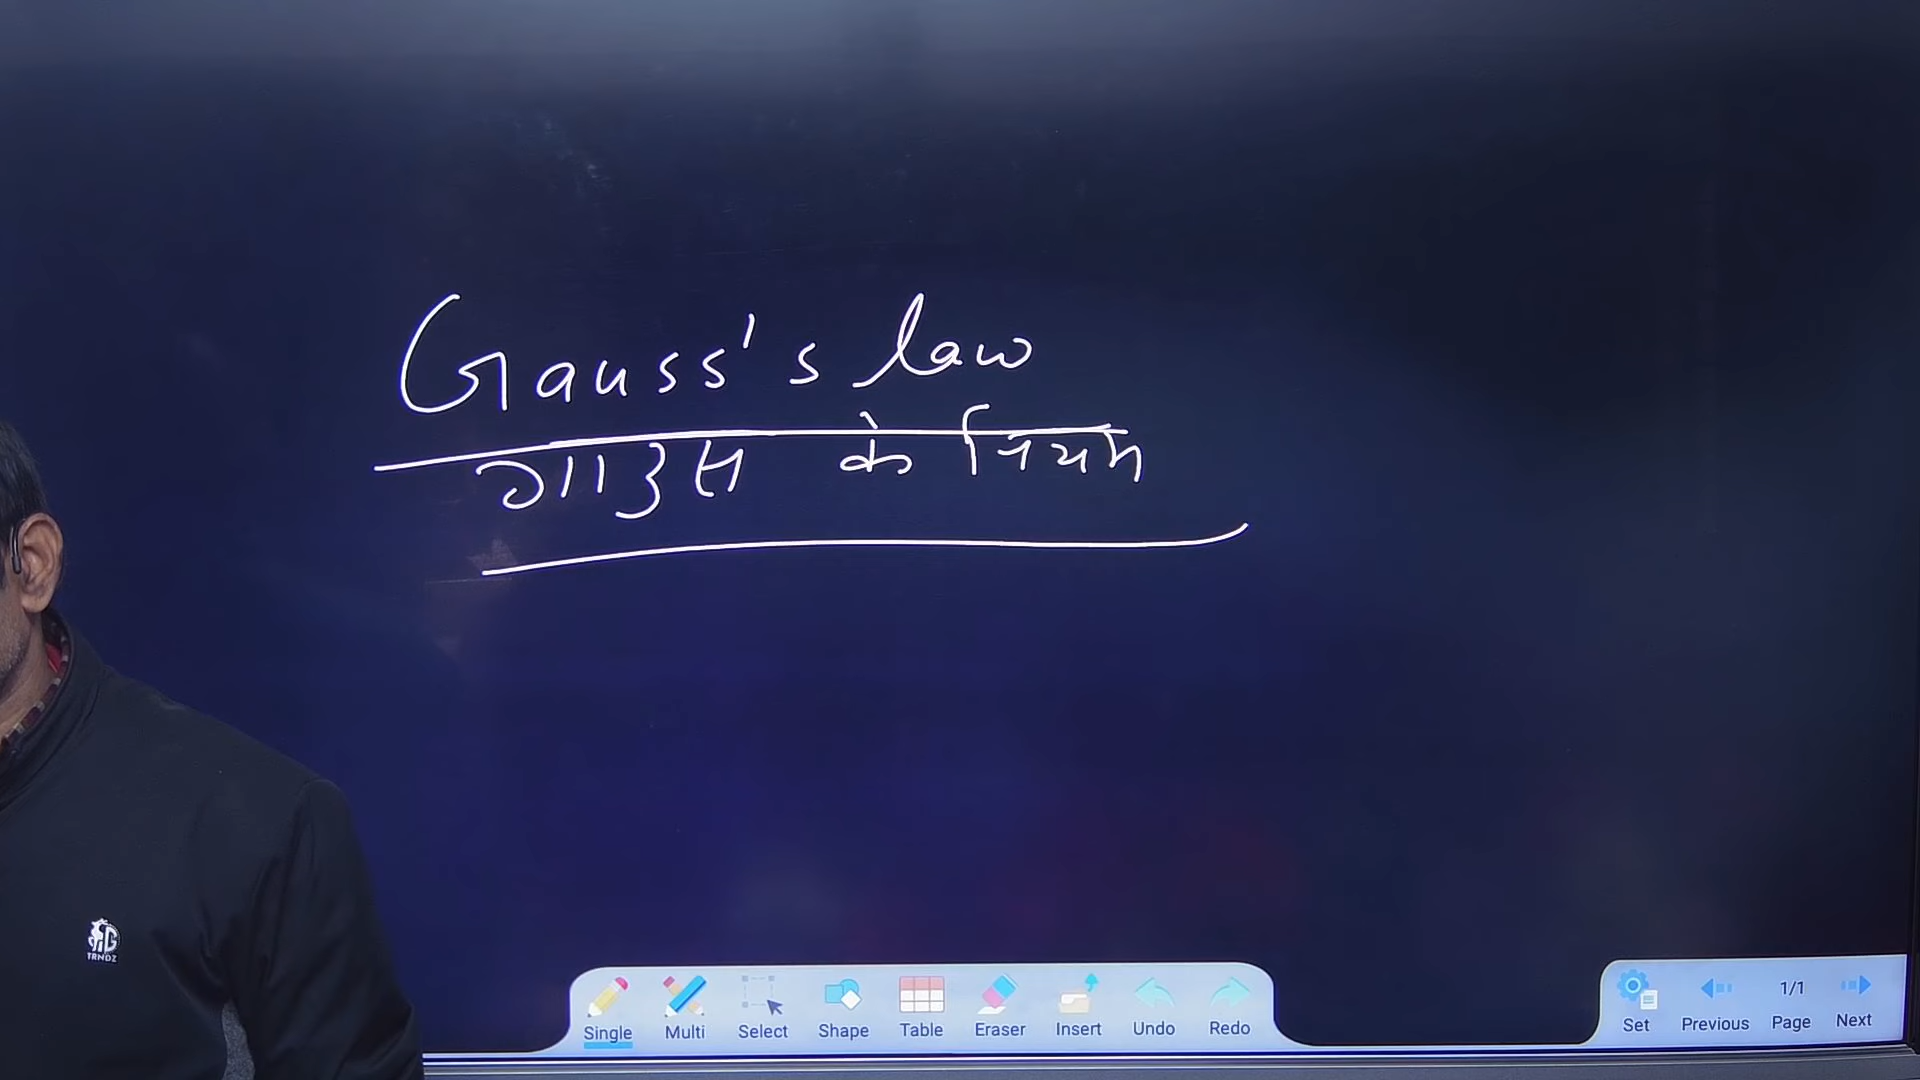 Gauss's law
गाउस के नियम
TRNDZ
Single Multi Select Shape Table Eraser Insert Undo Redo
Set Previous 1/1 Page Next